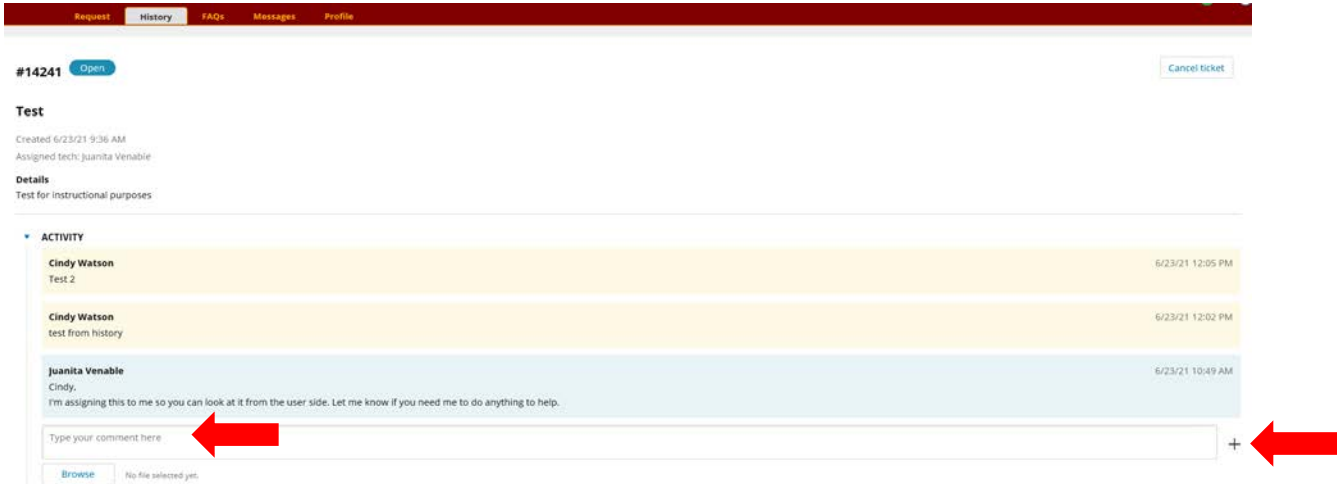 Request History FAQs Messages Profile
#14241 Open Cancel ticket
Test
Created 6/23/21 9:36 AM
Assigned tech: Juanita Venable
Details
Test for instructional purposes
ACTIVITY
Cindy Watson 6/23/21 12:05 PM
Test 2
Cindy Watson 6/23/21 12:02 PM
test from history
Juanita Venable 6/23/21 10:49 AM
Cindy,
I'm assigning this to me so you can look at it from the user side. Let me know if you need me to do anything to help.
Type your comment here +
Browse No file selected yet.